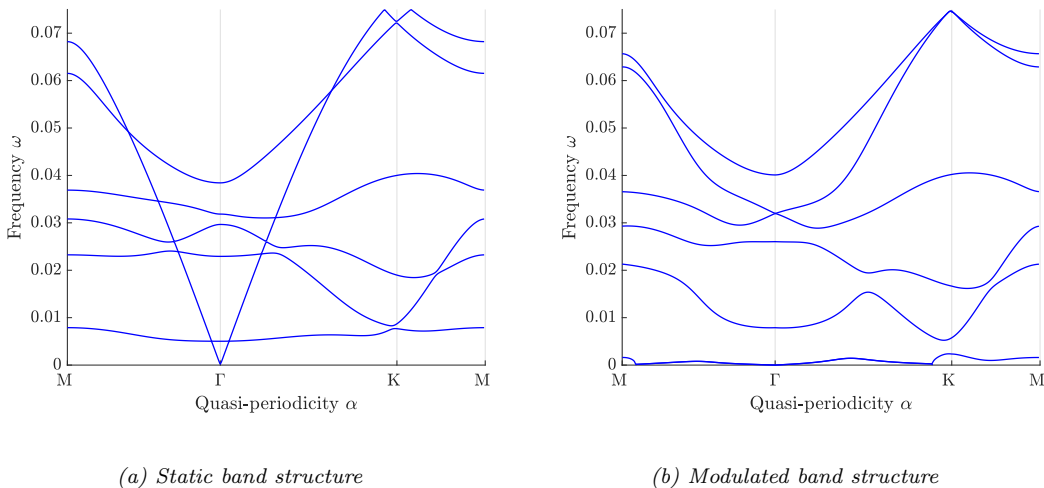 0.07
0.06
0.05
0.04
0.03
0.02
0.01
0
Frequency ω
M Γ K M
Quasi-periodicity α
(a) Static band structure
0.07
0.06
0.05
0.04
0.03
0.02
0.01
0
Frequency ω
M Γ K M
Quasi-periodicity α
(b) Modulated band structure